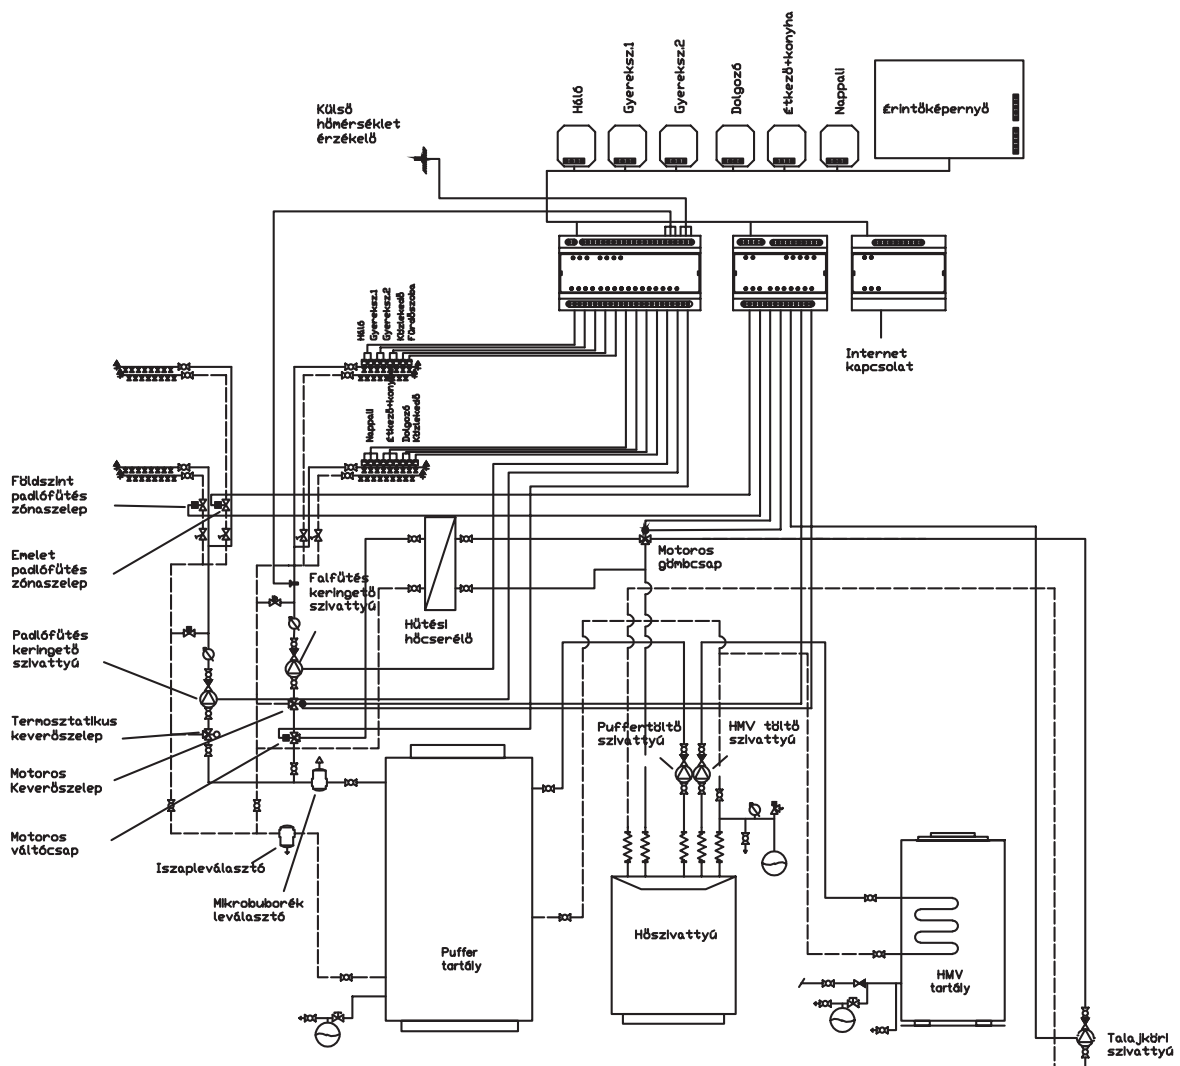 Háló
Gyereksz.1
Gyereksz.2
Dolgozó
Étkező+konyha
Nappali
Érintőképernyő
Külső
hőmérséklet
érzékelő
Háló
Gyereksz.1
Gyereksz.2
Közlekedő
Fürdőszoba
Internet
kapcsolat
Nappali
Étkező+konyha
Dolgozó
Közlekedő
Földszint
padlófűtés
zónaszelep
Emelet
padlófűtés
zónaszelep
Motoros
gömbcsap
Falfűtés
keringető
szivattyú
Hűtési
hőcserélő
Padlófűtés
keringető
szivattyú
Termosztatikus
keverőszelep
Puffertöltő
szivattyú
HMV töltő
szivattyú
Motoros
Keverőszelep
Motoros
váltócsap
Iszapleválasztó
Mikrobuborék
leválasztó
Puffer
tartály
Hőszivattyú
HMV
tartály
Talajköri
szivattyú